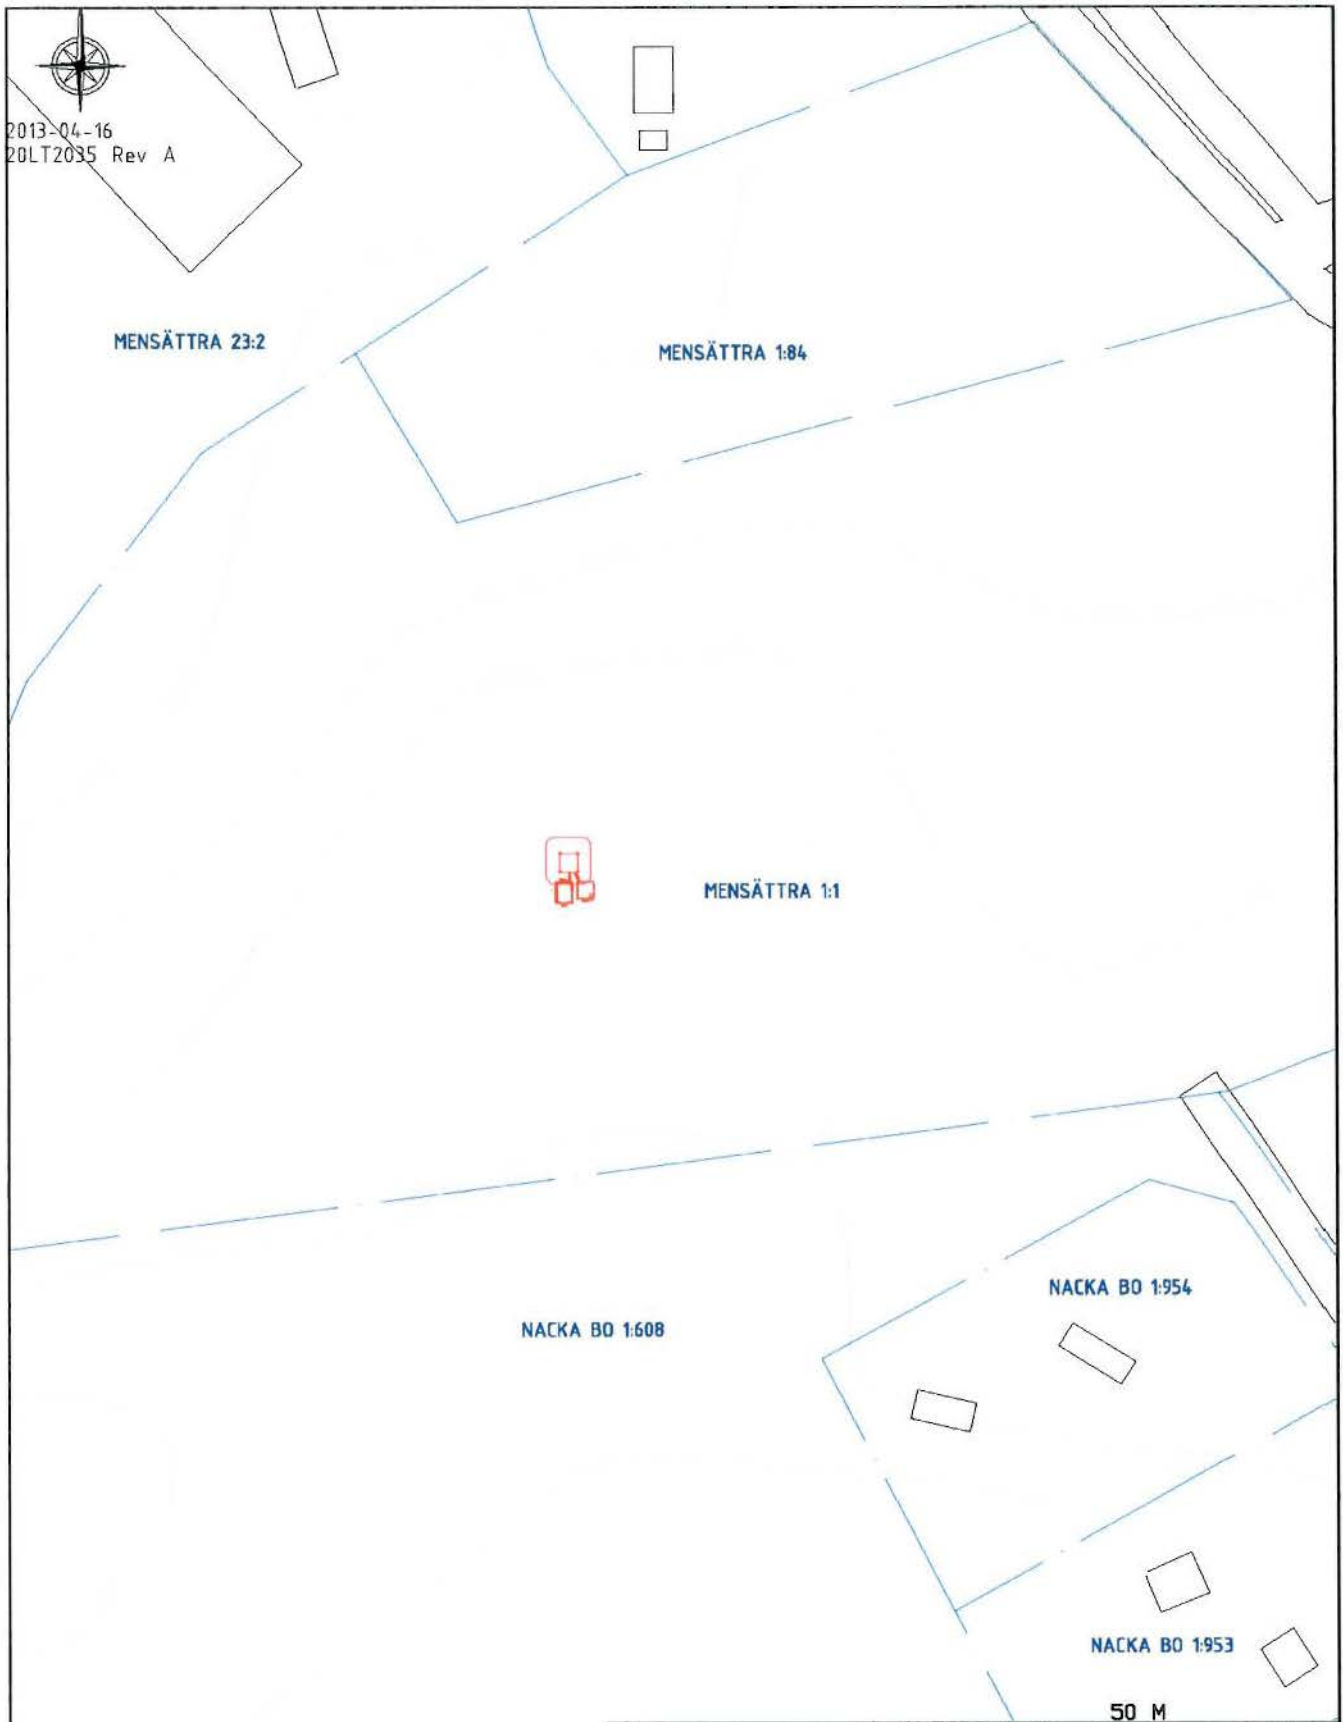 2013-04-16
20LT2035 Rev A
MENSÄTTRA 23:2
MENSÄTTRA 1:84
MENSÄTTRA 1:1
NACKA BO 1:954
NACKA BO 1:608
NACKA BO 1:953
50 M